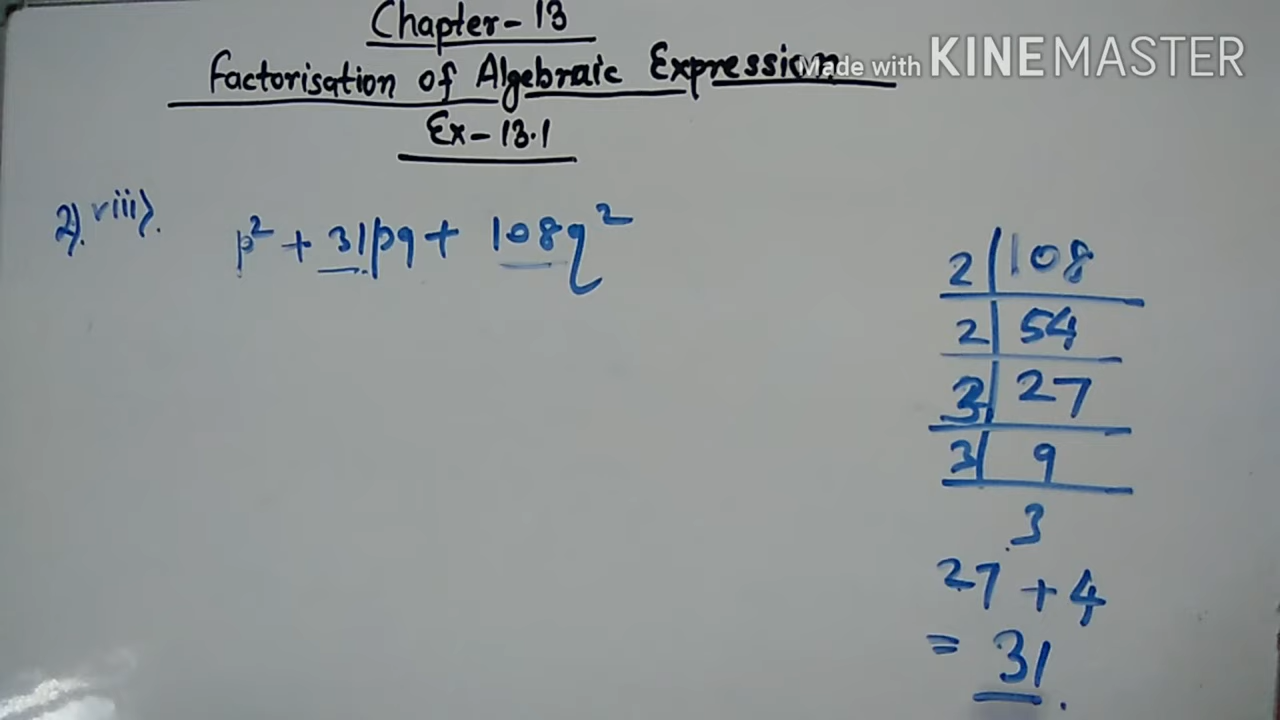 Chapter - 13
Made with KINEMASTER
Factorisation of Algebraic Expression
Ex - 13.1
2). viii).
p² + 31pq + 108q²
2 | 108
2 | 54
3 | 27
3 | 9
3
27 + 4
= 31.